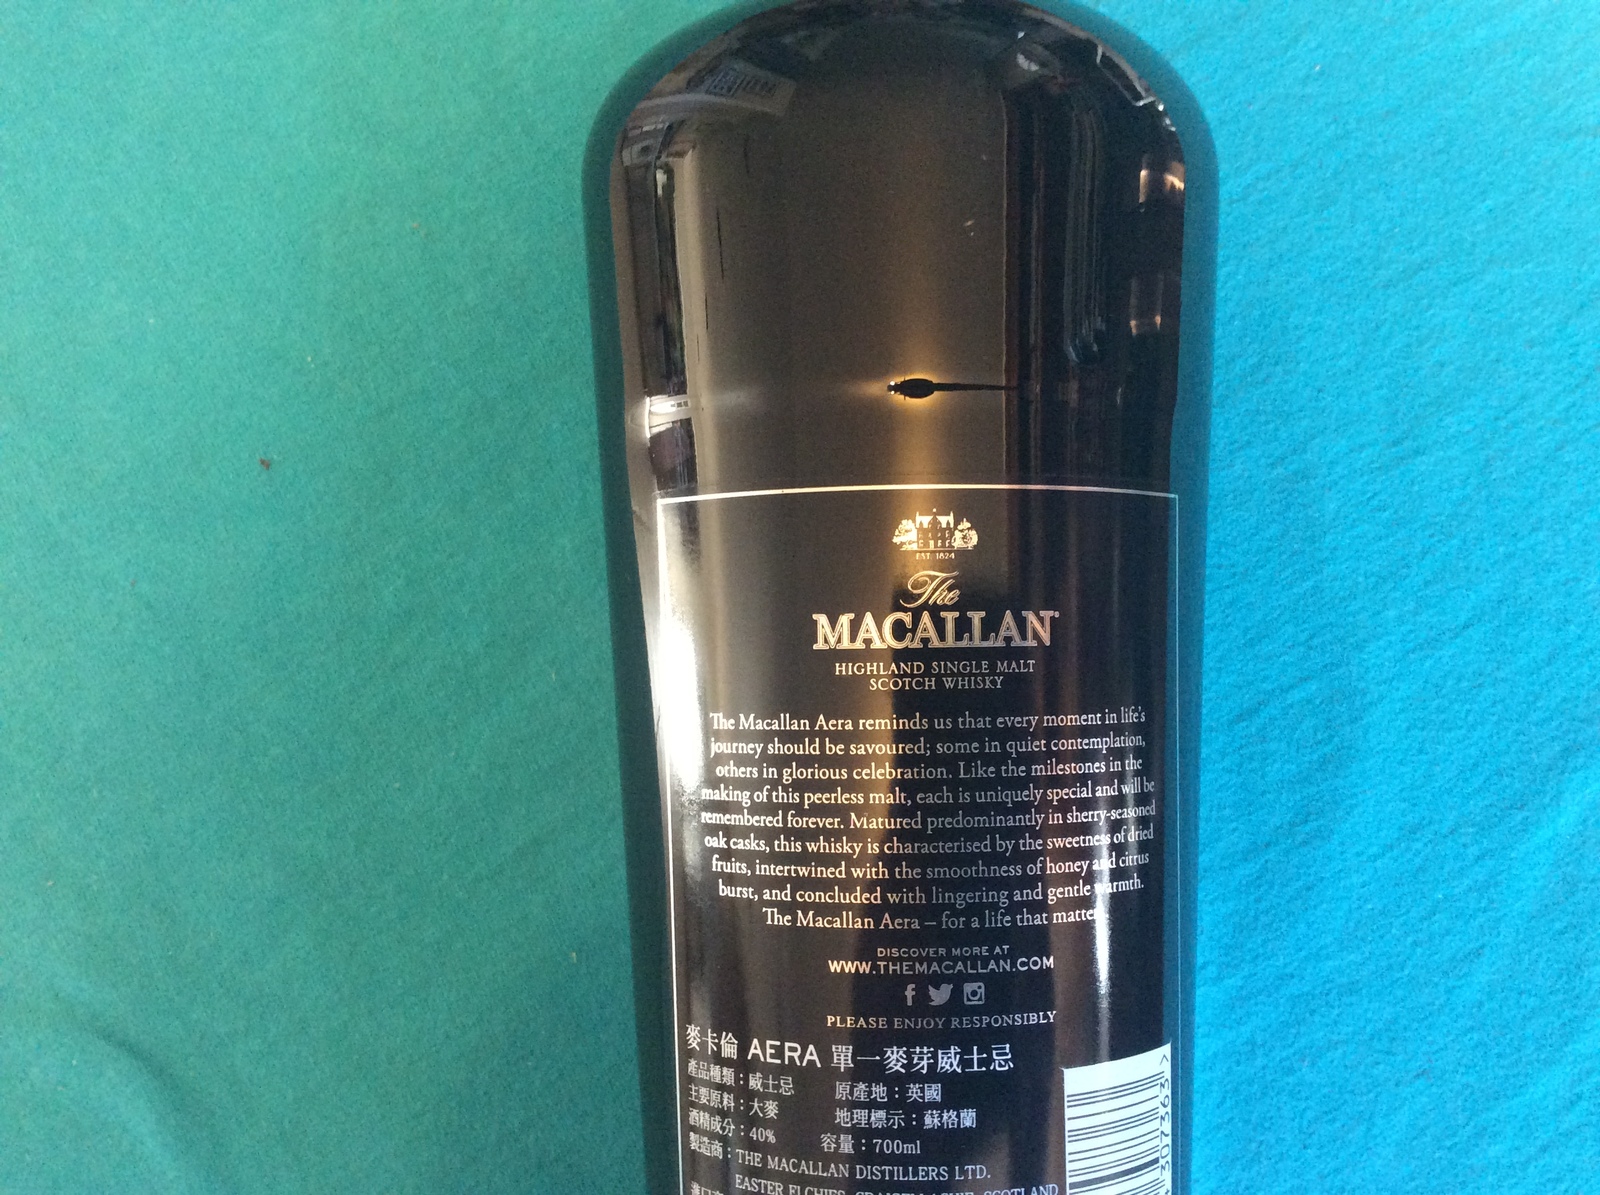 EST. 1824
The
MACALLAN
HIGHLAND SINGLE MALT
SCOTCH WHISKY
The Macallan Aera reminds us that every moment in life's
journey should be savoured; some in quiet contemplation,
others in glorious celebration. Like the milestones in the
making of this peerless malt, each is uniquely special and will be
remembered forever. Matured predominantly in sherry-seasoned
oak casks, this whisky is characterised by the sweetness of dried
fruits, intertwined with the smoothness of honey and citrus
burst, and concluded with lingering and gentle warmth.
The Macallan Aera – for a life that matters
DISCOVER MORE AT
WWW.THEMACALLAN.COM
PLEASE ENJOY RESPONSIBLY
麥卡倫 AERA 單一麥芽威士忌
產品種類：威士忌 原產地：英國
主要原料：大麥 地理標示：蘇格蘭
酒精成分：40% 容量：700ml
製造商：THE MACALLAN DISTILLERS LTD.
EASTER ELCHIES, CRAIGELLACHIE, SCOTLAND
307363>